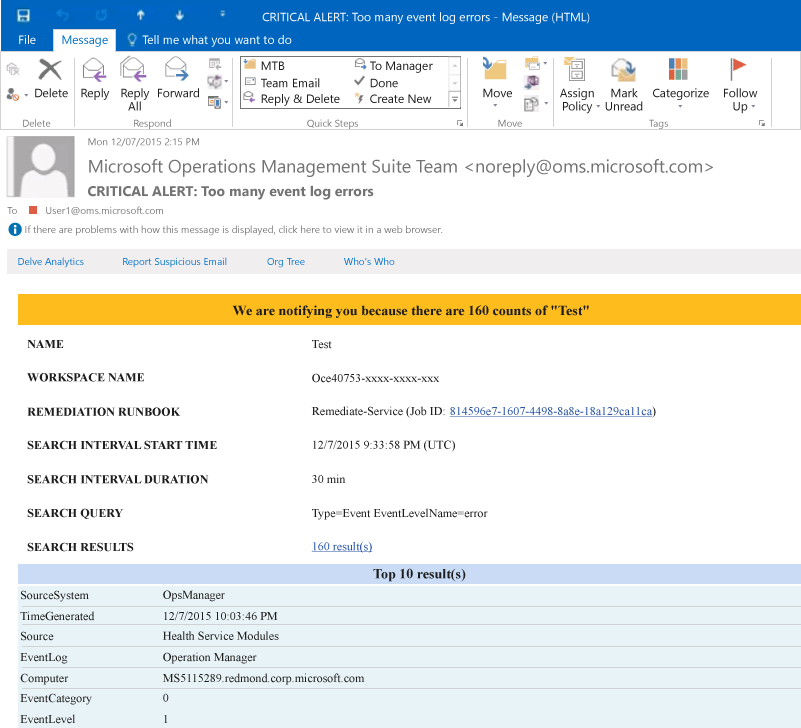 CRITICAL ALERT: Too many event log errors - Message (HTML)
File Message Tell me what you want to do
Delete
Reply
Reply All
Forward
MTB
Team Email
Reply & Delete
To Manager
Done
Create New
Move
Assign Policy
Mark Unread
Categorize
Follow Up
Delete Respond Quick Steps Move Tags
Mon 12/07/2015 2:15 PM
Microsoft Operations Management Suite Team <noreply@oms.microsoft.com>
CRITICAL ALERT: Too many event log errors
To User1@oms.microsoft.com
If there are problems with how this message is displayed, click here to view it in a web browser.
Delve Analytics Report Suspicious Email Org Tree Who's Who
We are notifying you because there are 160 counts of "Test"
NAME Test
WORKSPACE NAME Oce40753-xxxx-xxxx-xxx
REMEDIATION RUNBOOK Remediate-Service (Job ID: 814596e7-1607-4498-8a8e-18a129ca11ca)
SEARCH INTERVAL START TIME 12/7/2015 9:33:58 PM (UTC)
SEARCH INTERVAL DURATION 30 min
SEARCH QUERY Type=Event EventLevelName=error
SEARCH RESULTS 160 result(s)
Top 10 result(s)
SourceSystem OpsManager
TimeGenerated 12/7/2015 10:03:46 PM
Source Health Service Modules
EventLog Operation Manager
Computer MS5115289.redmond.corp.microsoft.com
EventCategory 0
EventLevel 1